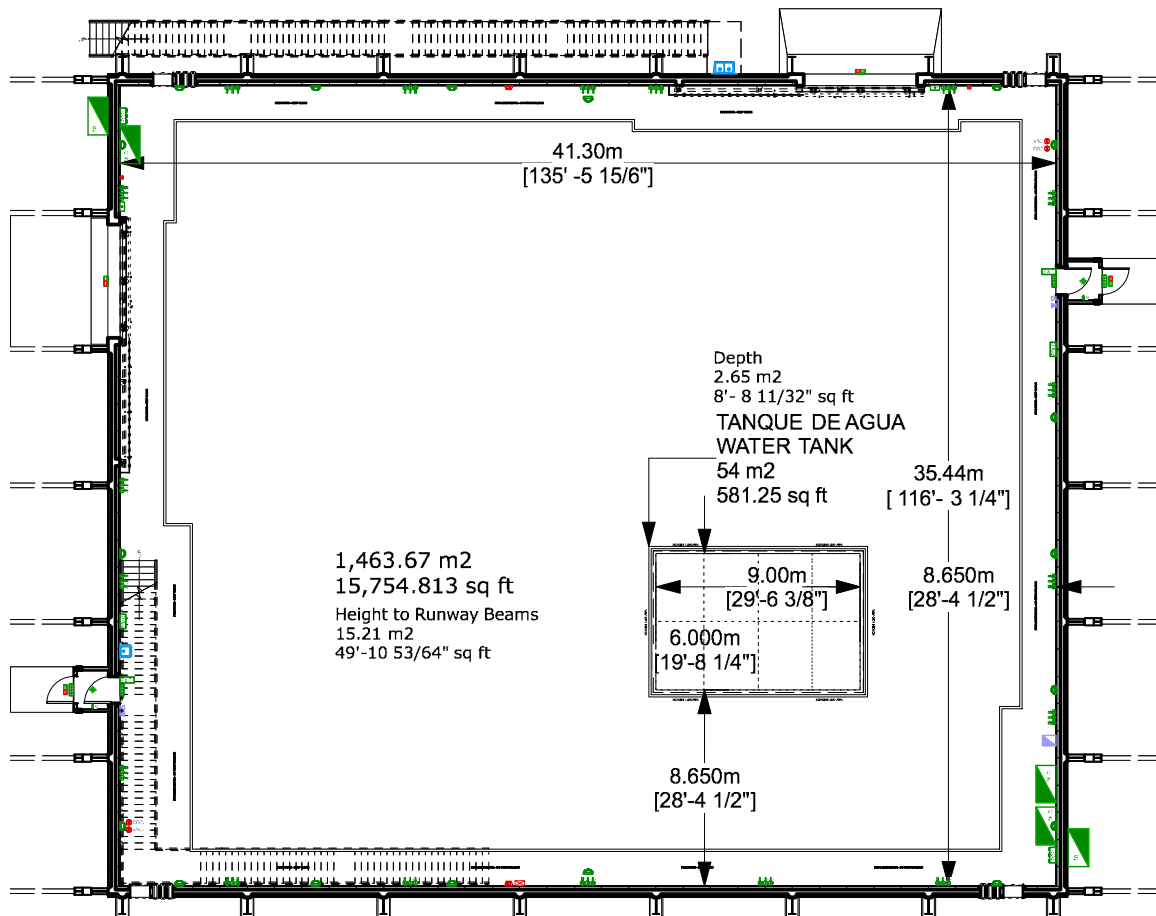 41.30m
[135' -5 15/6"]
Depth
2.65 m2
8'- 8 11/32" sq ft
TANQUE DE AGUA
WATER TANK
54 m2
581.25 sq ft
35.44m
[ 116'- 3 1/4"]
1,463.67 m2
15,754.813 sq ft
Height to Runway Beams
15.21 m2
49'-10 53/64" sq ft
9.00m
[29'-6 3/8"]
8.650m
[28'-4 1/2"]
6.000m
[19'-8 1/4"]
8.650m
[28'-4 1/2"]